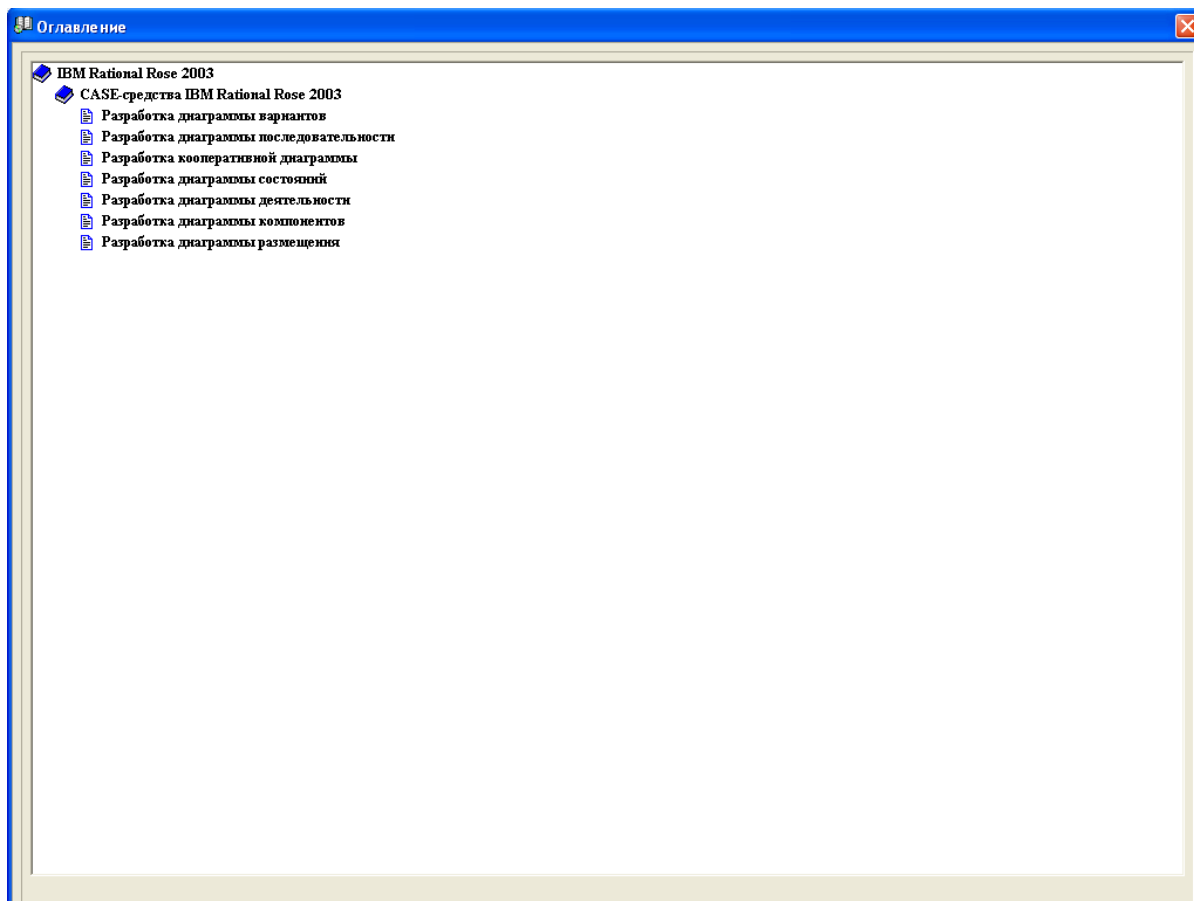 Оглавление
IBM Rational Rose 2003
CASE-средства IBM Rational Rose 2003
Разработка диаграммы вариантов
Разработка диаграммы последовательности
Разработка кооперативной диаграммы
Разработка диаграммы состояний
Разработка диаграммы деятельности
Разработка диаграммы компонентов
Разработка диаграммы размещения